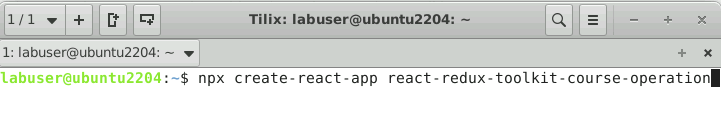 1 / 1
Tilix: labuser@ubuntu2204: ~
1: labuser@ubuntu2204: ~
labuser@ubuntu2204:~$ npx create-react-app react-redux-toolkit-course-operation